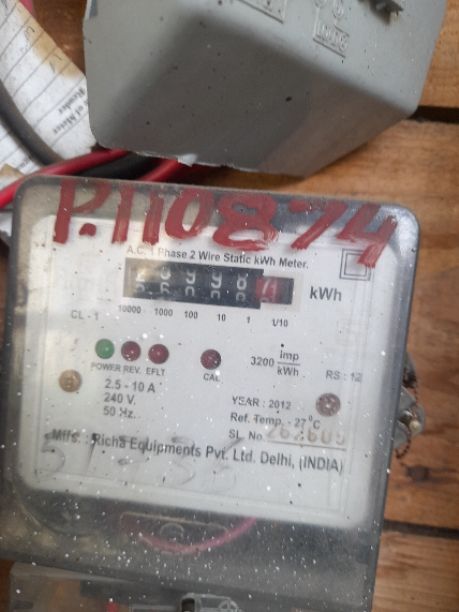 P.110874
A.C. 1 Phase 2 Wire Static kWh Meter.
kWh
CL - 1
10000 1000 100 10 1 1/10
POWER REV. EFLT
CAL
3200 imp/kWh
RS : 12
2.5 - 10 A
240 V.
50 Hz.
YEAR : 2012
Ref. Temp. - 27°C
SL. No.
Mfrs. : Richa Equipments Pvt. Ltd. Delhi, (INDIA)